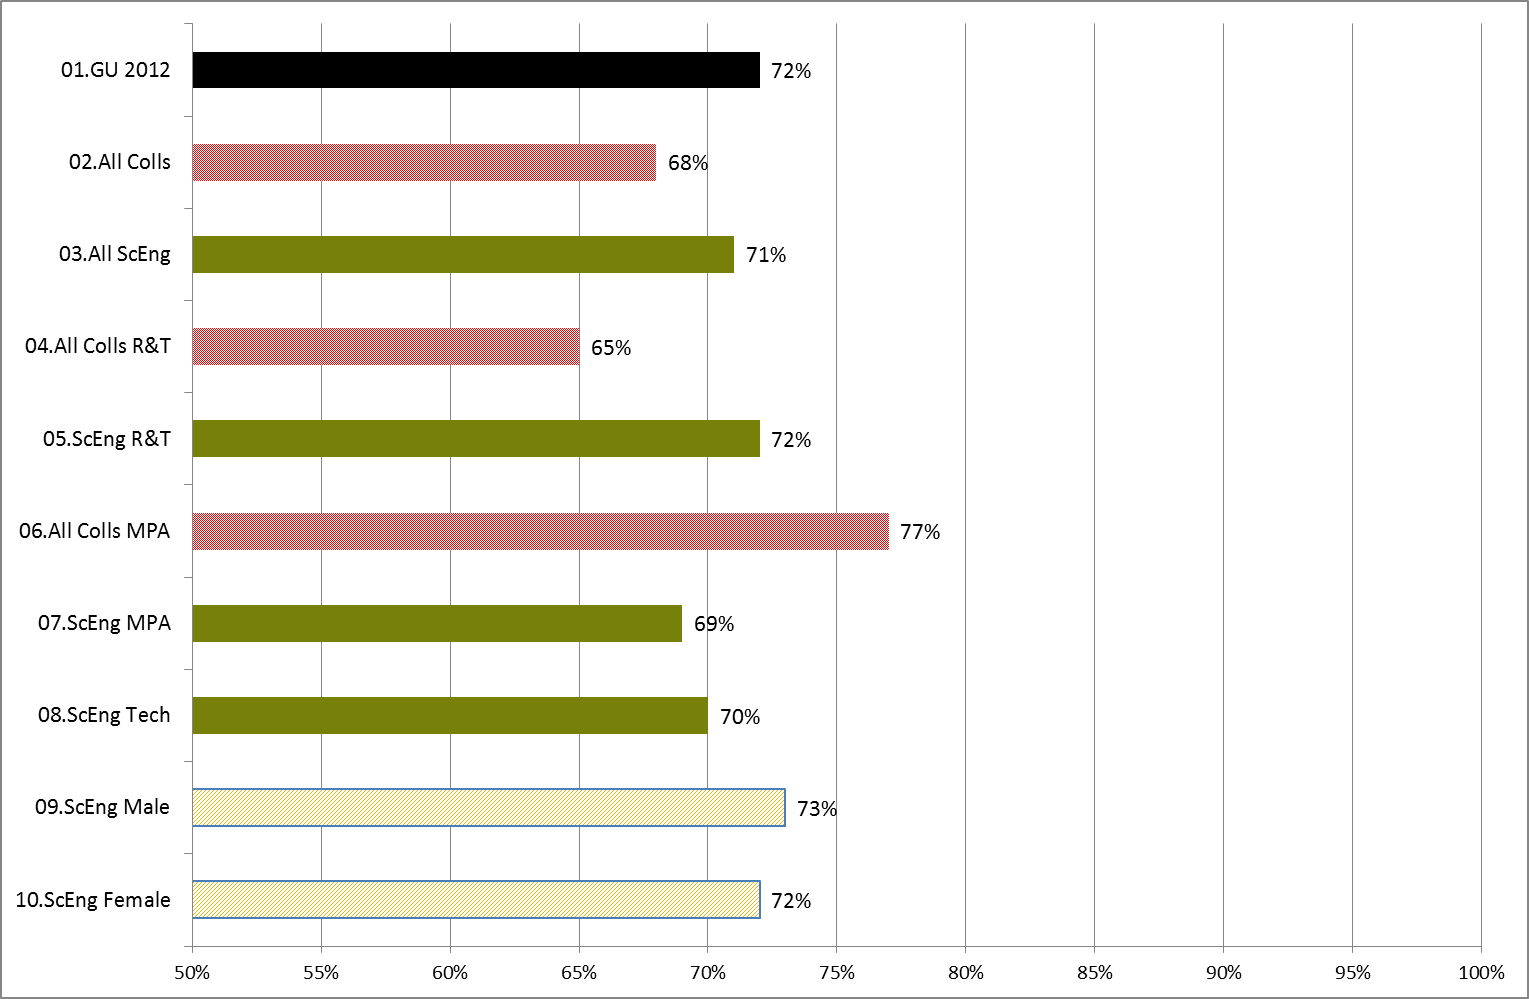 01.GU 2012 72%
02.All Colls 68%
03.All ScEng 71%
04.All Colls R&T 65%
05.ScEng R&T 72%
06.All Colls MPA 77%
07.ScEng MPA 69%
08.ScEng Tech 70%
09.ScEng Male 73%
10.ScEng Female 72%
50% 55% 60% 65% 70% 75% 80% 85% 90% 95% 100%